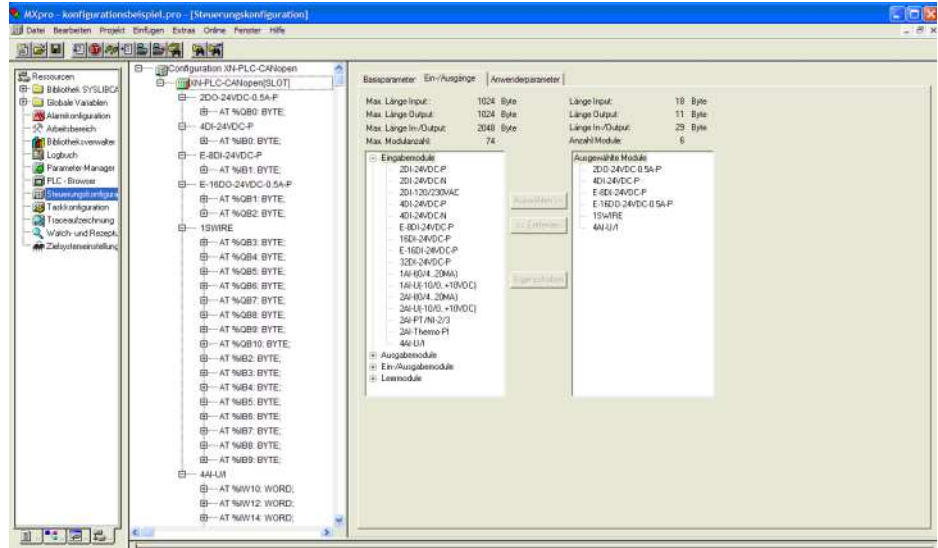 MXpro - konfigurationsbeispiel.pro - [Steuerungskonfiguration]
Datei Bearbeiten Projekt Einfügen Extras Online Fenster Hilfe
Ressourcen
Bibliothek SYSLIBCA
Globale Variablen
Alarmkonfiguration
Arbeitsbereich
Bibliotheksverwalter
Logbuch
Parameter-Manager
PLC - Browser
Steuerungskonfigura
Taskkonfiguration
Traceaufzeichnung
Watch- und Rezeptu
Zielsystemeinstellung
Configuration XN-PLC-CANopen
XN-PLC-CANopen[SLOT]
2DO-24VDC-0.5A-P
AT %QB0: BYTE;
4DI-24VDC-P
AT %IB0: BYTE;
E-8DI-24VDC-P
AT %IB1: BYTE;
E-16DO-24VDC-0.5A-P
AT %QB1: BYTE;
AT %QB2: BYTE;
1SWIRE
AT %QB3: BYTE;
AT %QB4: BYTE;
AT %QB5: BYTE;
AT %QB6: BYTE;
AT %QB7: BYTE;
AT %QB8: BYTE;
AT %QB9: BYTE;
AT %QB10: BYTE;
AT %IB2: BYTE;
AT %IB3: BYTE;
AT %IB4: BYTE;
AT %IB5: BYTE;
AT %IB6: BYTE;
AT %IB7: BYTE;
AT %IB8: BYTE;
AT %IB9: BYTE;
4AI-U/I
AT %IW10: WORD;
AT %IW12: WORD;
AT %IW14: WORD;
Basisparameter Ein-/Ausgänge Anwenderparameter
Max. Länge Input: 1024 Byte Länge Input: 18 Byte
Max. Länge Output: 1024 Byte Länge Output: 11 Byte
Max. Länge In-/Output: 2048 Byte Länge In-/Output: 29 Byte
Max. Modulanzahl: 74 Anzahl Module: 6
Eingabemodule
2DI-24VDC-P
2DI-24VDC-N
2DI-120/230VAC
4DI-24VDC-P
4DI-24VDC-N
E-8DI-24VDC-P
16DI-24VDC-P
E-16DI-24VDC-P
32DI-24VDC-P
1AI-I(0/4..20MA)
1AI-U(-10/0..+10VDC)
2AI-I(0/4..20MA)
2AI-U(-10/0..+10VDC)
2AI-PT/NI-2/3
2AI-Thermo-PI
4AI-U/I
Ausgabemodule
Ein-/Ausgabemodule
Leermodule
Auswählen >>
<< Entfernen
Eigenschaften
Ausgewählte Module
2DO-24VDC-0.5A-P
4DI-24VDC-P
E-8DI-24VDC-P
E-16DO-24VDC-0.5A-P
1SWIRE
4AI-U/I